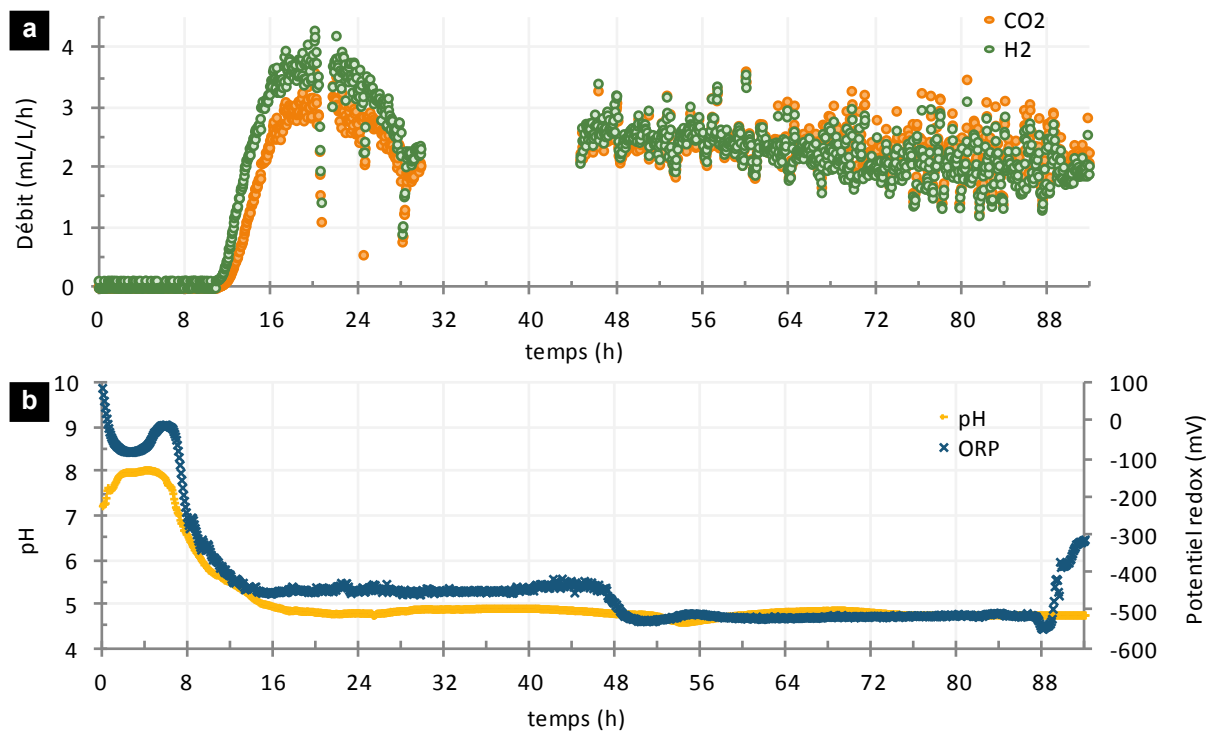 a
Débit (mL/L/h)
4
3
2
1
0
CO2
H2
0 8 16 24 32 40 48 56 64 72 80 88
temps (h)
b
pH
10
9
8
7
6
5
4
pH
ORP
100
0
-100
-200
-300
-400
-500
-600
Potentiel redox (mV)
0 8 16 24 32 40 48 56 64 72 80 88
temps (h)